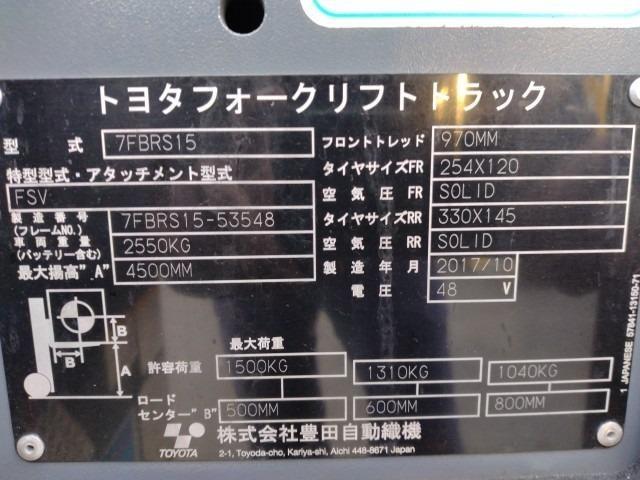 トヨタフォークリフトトラック
型 式 7FBRS15
フロントトレッド 970MM
特型型式・アタッチメント型式
FSV
タイヤサイズFR 254X120
空気圧 FR SOLID
製造番号
(フレームNO.) 7FBRS15-53548
タイヤサイズRR 330X145
車両重量
(バッテリー含む) 2550KG
空気圧 RR SOLID
最大揚高"A" 4500MM
製造年月 2017/10
電圧 48 V
B
B
A
最大荷重
許容荷重 1500KG 1310KG 1040KG
ロード
センター"B" 500MM 600MM 800MM
TOYOTA
株式会社豊田自動織機
2-1, Toyoda-cho, Kariya-shi, Aichi 448-8671 Japan
1 JAPANESE 57841-13150-71